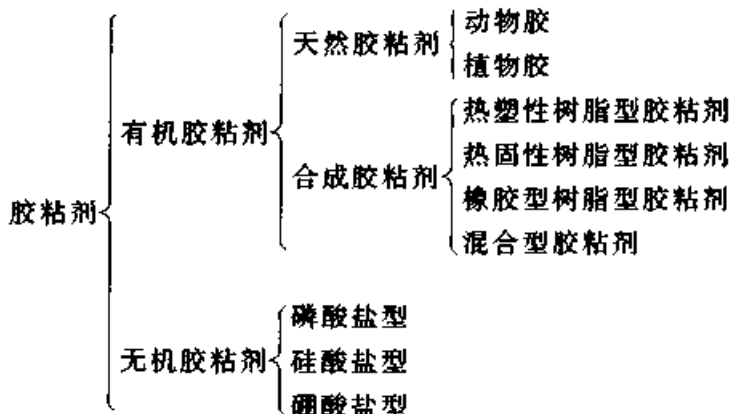 胶粘剂
有机胶粘剂
天然胶粘剂
动物胶
植物胶
合成胶粘剂
热塑性树脂型胶粘剂
热固性树脂型胶粘剂
橡胶型树脂型胶粘剂
混合型胶粘剂
无机胶粘剂
磷酸盐型
硅酸盐型
硼酸盐型